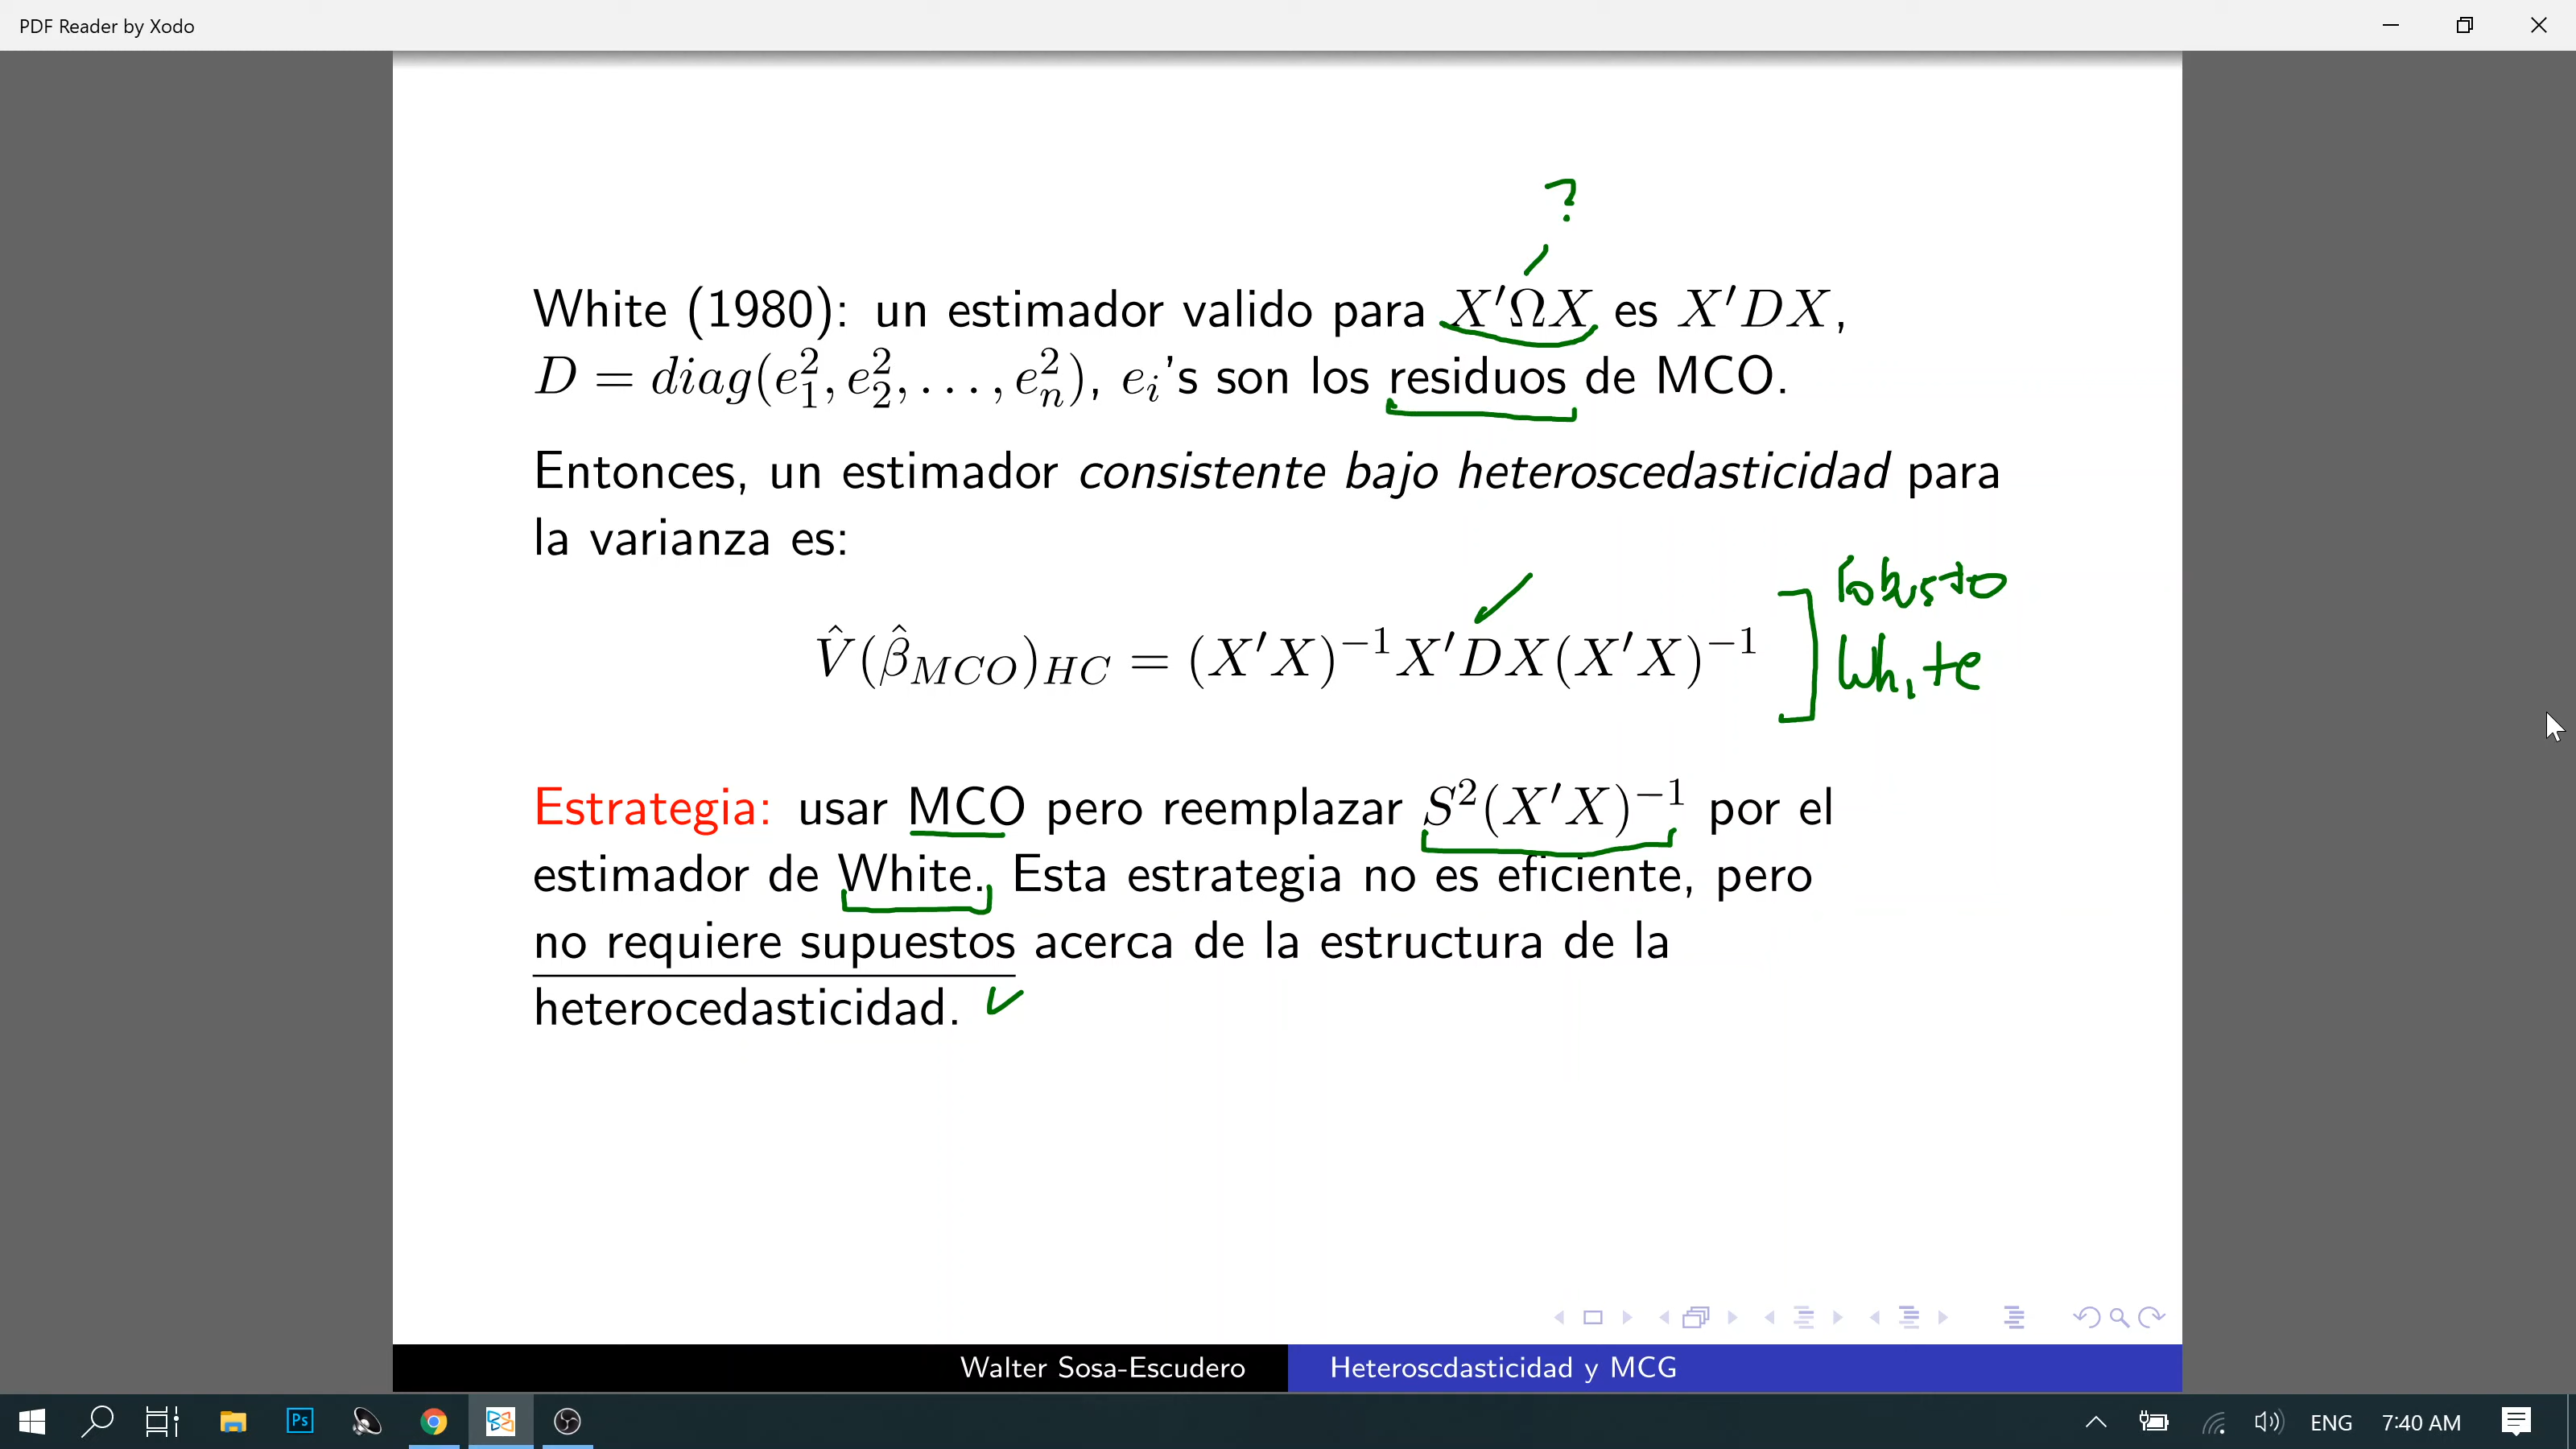 PDF Reader by Xodo
?
White (1980): un estimador valido para X′ΩX es X′DX,
D = diag(e₁², e₂², . . . , eₙ²), eᵢ's son los residuos de MCO.
Entonces, un estimador consistente bajo heteroscedasticidad para
la varianza es:
V̂(β̂_MCO)_HC = (X′X)⁻¹X′DX(X′X)⁻¹
robusto
White
Estrategia: usar MCO pero reemplazar S²(X′X)⁻¹ por el
estimador de White. Esta estrategia no es eficiente, pero
no requiere supuestos acerca de la estructura de la
heterocedasticidad.
Walter Sosa-Escudero Heteroscdasticidad y MCG
Ps ENG 7:40 AM